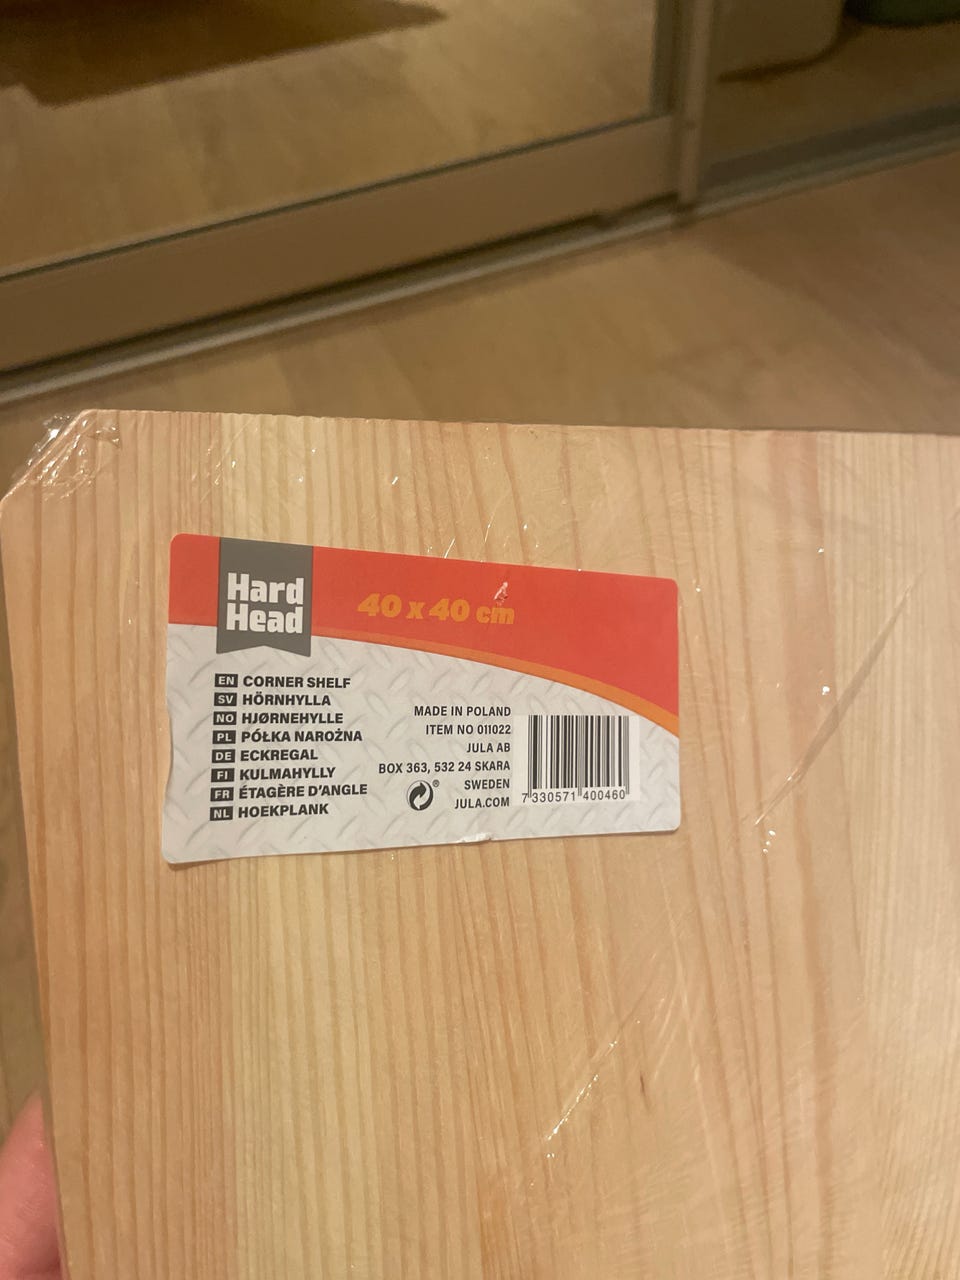 Hard
Head
40 x 40 cm
EN CORNER SHELF
SV HÖRNHYLLA
NO HJØRNEHYLLE
PL PÓŁKA NAROŻNA
DE ECKREGAL
FI KULMAHYLLY
FR ÉTAGÈRE D'ANGLE
NL HOEKPLANK
MADE IN POLAND
ITEM NO 011022
JULA AB
BOX 363, 532 24 SKARA
SWEDEN
JULA.COM
®
7 330571 400460